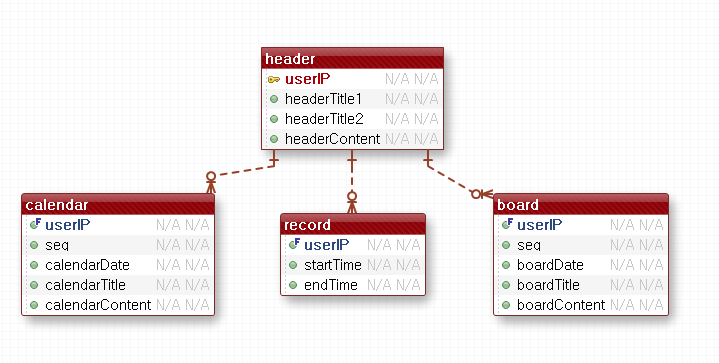 header
userIP N/A N/A
headerTitle1 N/A N/A
headerTitle2 N/A N/A
headerContent N/A N/A
calendar
F userIP N/A N/A
seq N/A N/A
calendarDate N/A N/A
calendarTitle N/A N/A
calendarContent N/A N/A
record
F userIP N/A N/A
startTime N/A N/A
endTime N/A N/A
board
F userIP N/A N/A
seq N/A N/A
boardDate N/A N/A
boardTitle N/A N/A
boardContent N/A N/A